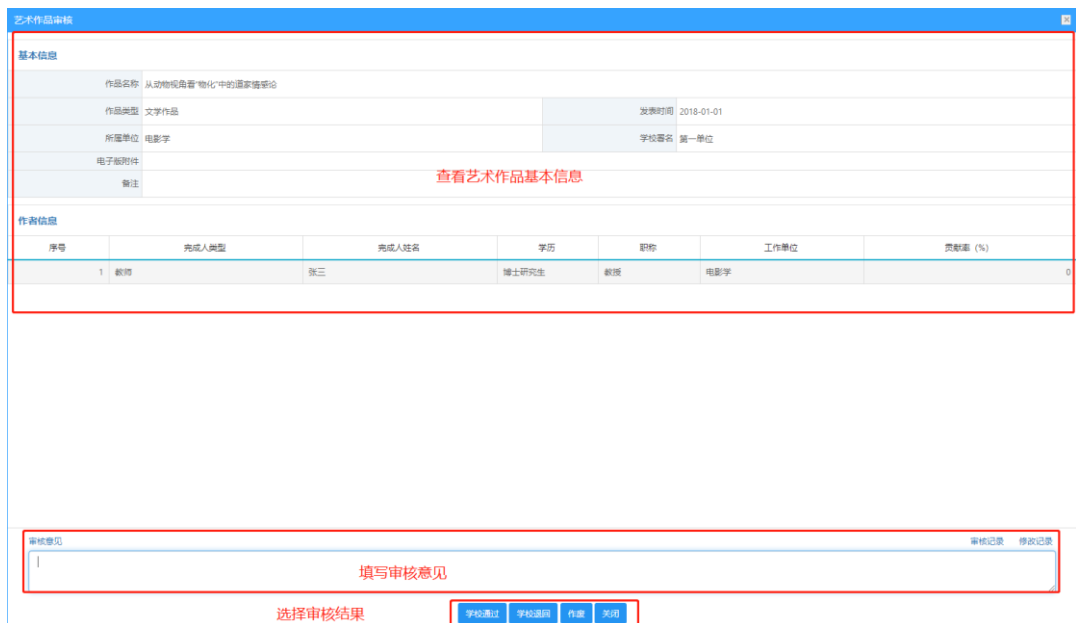 艺术作品审核
基本信息
作品名称 从动物视角看"物化"中的道家情感论
作品类型 文学作品 发表时间 2018-01-01
所属单位 电影学 学校署名 第一单位
电子版附件
备注
查看艺术作品基本信息
作者信息
序号 完成人类型 完成人姓名 学历 职称 工作单位 贡献率 (%)
1 教师 张三 博士研究生 教授 电影学 0
审核意见 审核记录 修改记录
填写审核意见
选择审核结果 学校通过 学校退回 作废 关闭